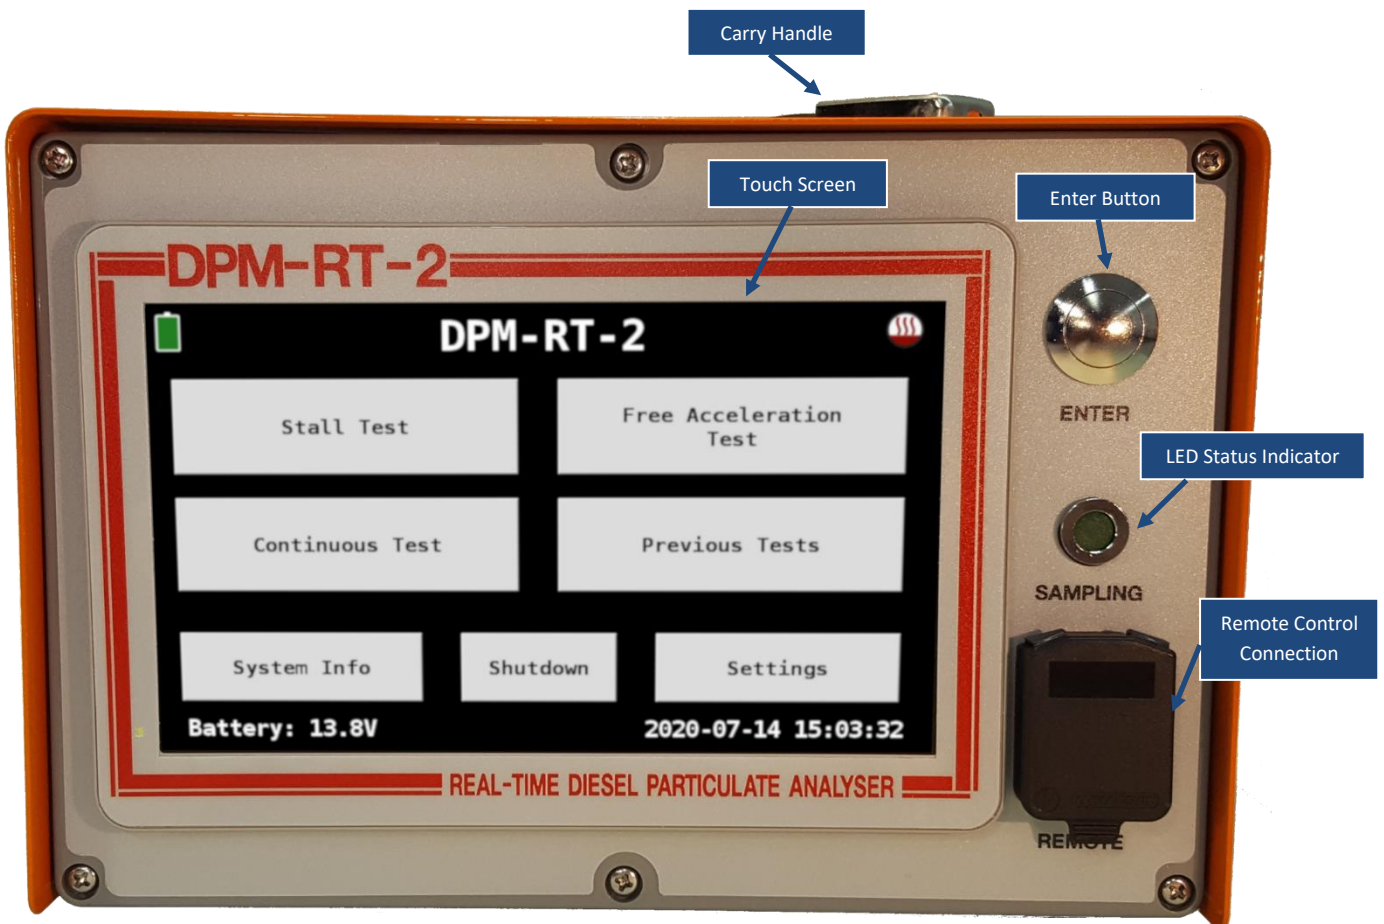 Carry Handle
Touch Screen
Enter Button
DPM-RT-2
DPM-RT-2
Stall Test
Free Acceleration
Test
ENTER
LED Status Indicator
Continuous Test
Previous Tests
SAMPLING
Remote Control
Connection
System Info
Shutdown
Settings
Battery: 13.8V
2020-07-14 15:03:32
REAL-TIME DIESEL PARTICULATE ANALYSER
REMOTE